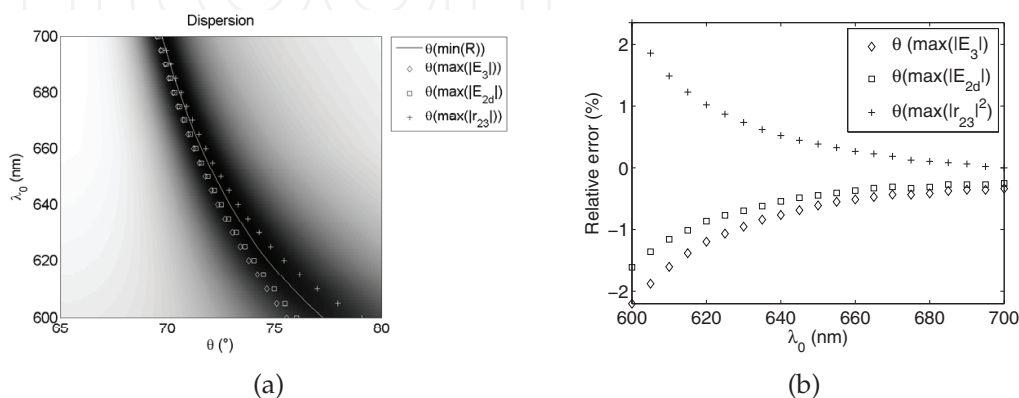 Dispersion
700
680
660
640
620
600
65
70
75
80
λ0 (nm)
θ (°)
θ(min(R))
θ(max(|E3|))
θ(max(|E2d|)
θ(max(|r23|))
(a)
2
1
0
−1
−2
600
620
640
660
680
700
Relative error (%)
λ0 (nm)
θ (max(|E3|)
θ(max(|E2d|)
θ(max(|r23|2)
(b)